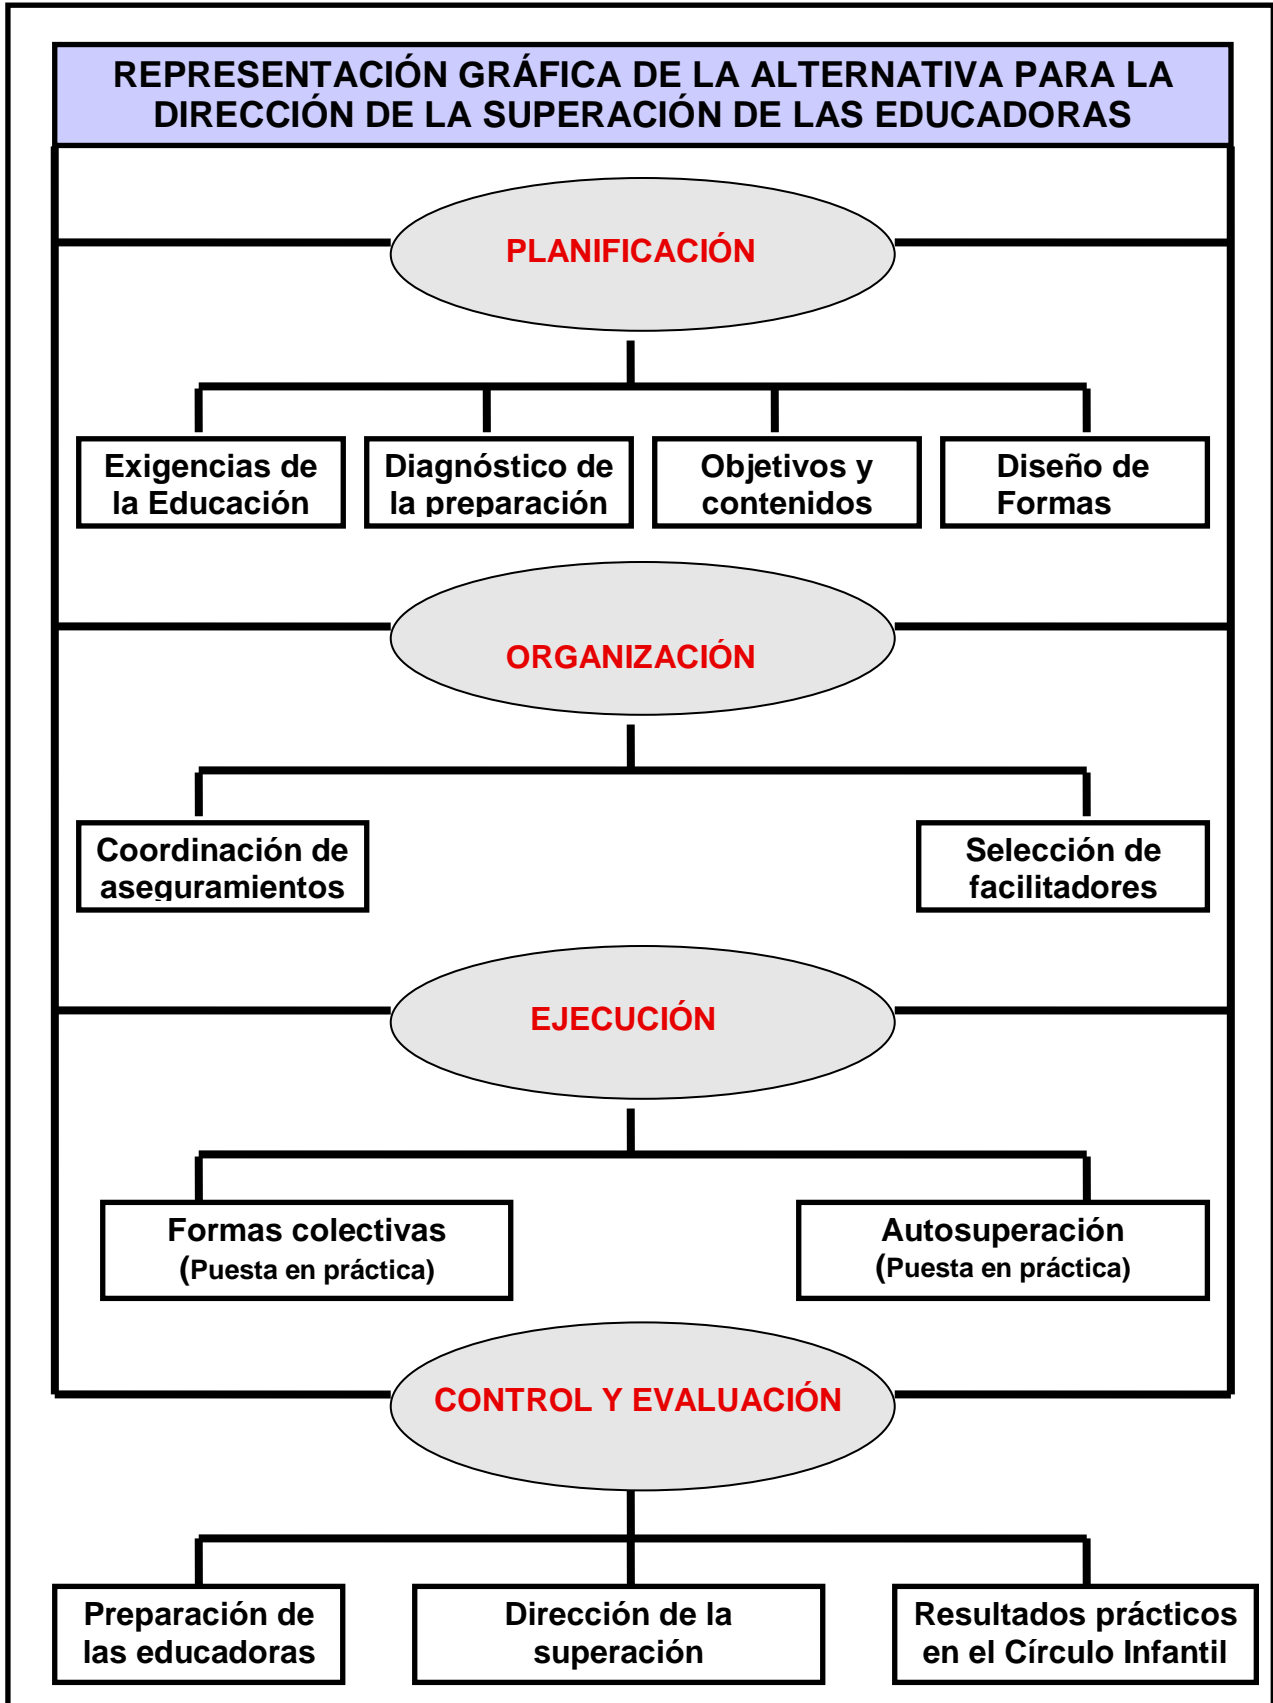 REPRESENTACIÓN GRÁFICA DE LA ALTERNATIVA PARA LA
DIRECCIÓN DE LA SUPERACIÓN DE LAS EDUCADORAS
PLANIFICACIÓN
Exigencias de
la Educación
Diagnóstico de
la preparación
Objetivos y
contenidos
Diseño de
Formas
ORGANIZACIÓN
Coordinación de
aseguramientos
Selección de
facilitadores
EJECUCIÓN
Formas colectivas
(Puesta en práctica)
Autosuperación
(Puesta en práctica)
CONTROL Y EVALUACIÓN
Preparación de
las educadoras
Dirección de la
superación
Resultados prácticos
en el Círculo Infantil